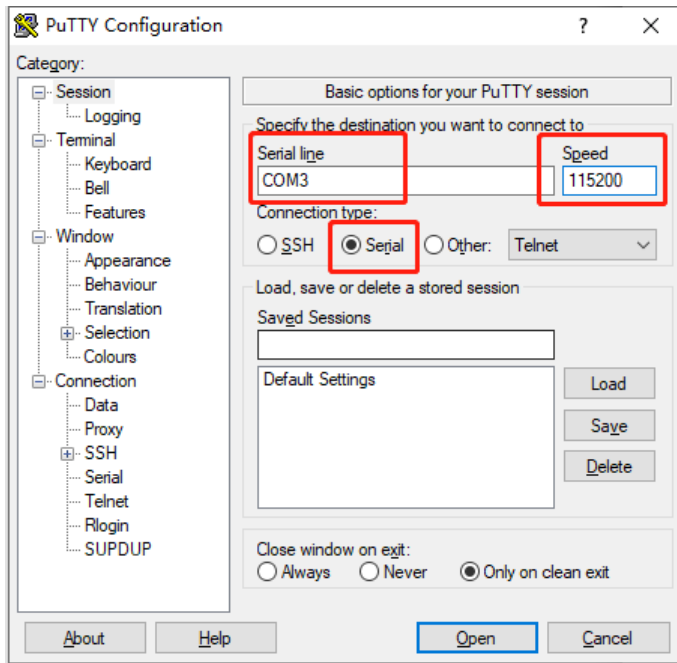 PuTTY Configuration
?
Category:
Session
Logging
Terminal
Keyboard
Bell
Features
Window
Appearance
Behaviour
Translation
Selection
Colours
Connection
Data
Proxy
SSH
Serial
Telnet
Rlogin
SUPDUP
Basic options for your PuTTY session
Specify the destination you want to connect to
Serial line Speed
COM3 115200
Connection type:
SSH Serial Other: Telnet
Load, save or delete a stored session
Saved Sessions
Default Settings
Load
Save
Delete
Close window on exit:
Always Never Only on clean exit
About Help Open Cancel